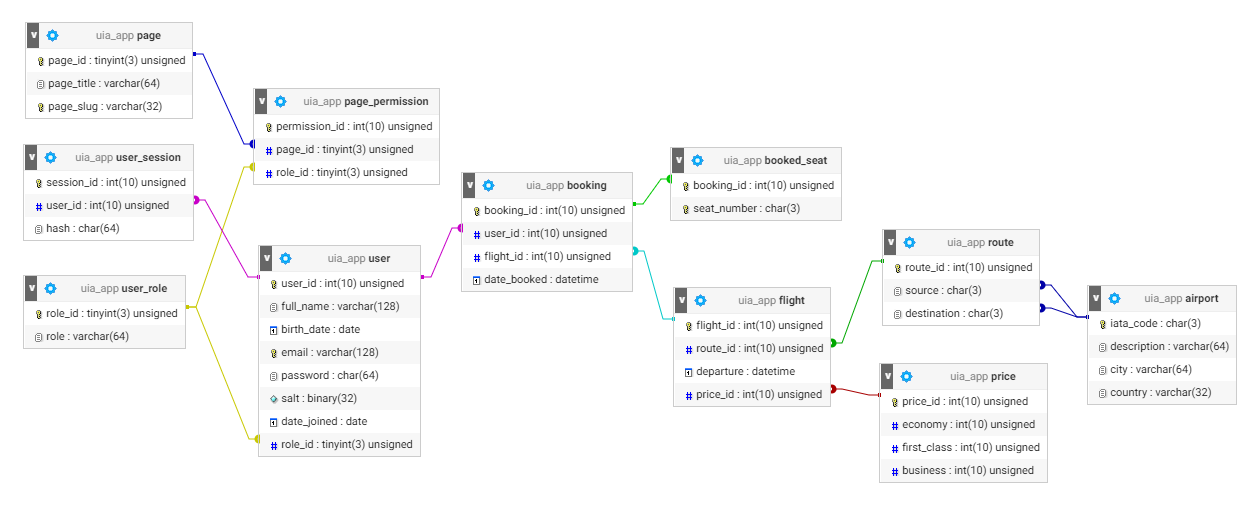 v uia_app page
page_id : tinyint(3) unsigned
page_title : varchar(64)
page_slug : varchar(32)
v uia_app user_session
session_id : int(10) unsigned
# user_id : int(10) unsigned
hash : char(64)
v uia_app user_role
role_id : tinyint(3) unsigned
role : varchar(64)
v uia_app page_permission
permission_id : int(10) unsigned
# page_id : tinyint(3) unsigned
# role_id : tinyint(3) unsigned
v uia_app user
user_id : int(10) unsigned
full_name : varchar(128)
birth_date : date
email : varchar(128)
password : char(64)
salt : binary(32)
date_joined : date
# role_id : tinyint(3) unsigned
v uia_app booking
booking_id : int(10) unsigned
# user_id : int(10) unsigned
# flight_id : int(10) unsigned
date_booked : datetime
v uia_app booked_seat
booking_id : int(10) unsigned
seat_number : char(3)
v uia_app flight
flight_id : int(10) unsigned
# route_id : int(10) unsigned
departure : datetime
# price_id : int(10) unsigned
v uia_app route
route_id : int(10) unsigned
source : char(3)
destination : char(3)
v uia_app price
price_id : int(10) unsigned
# economy : int(10) unsigned
# first_class : int(10) unsigned
# business : int(10) unsigned
v uia_app airport
iata_code : char(3)
description : varchar(64)
city : varchar(64)
country : varchar(32)